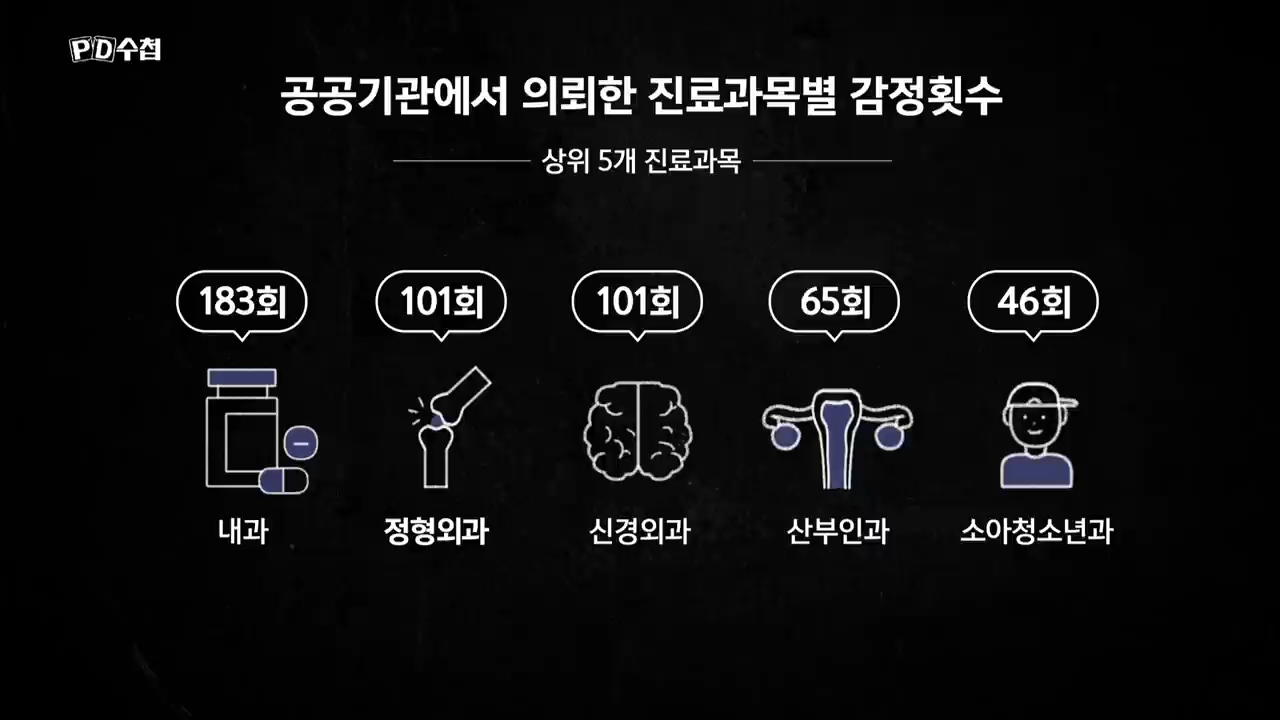 PD수첩
공공기관에서 의뢰한 진료과목별 감정횟수
상위 5개 진료과목
183회 101회 101회 65회 46회
내과 정형외과 신경외과 산부인과 소아청소년과